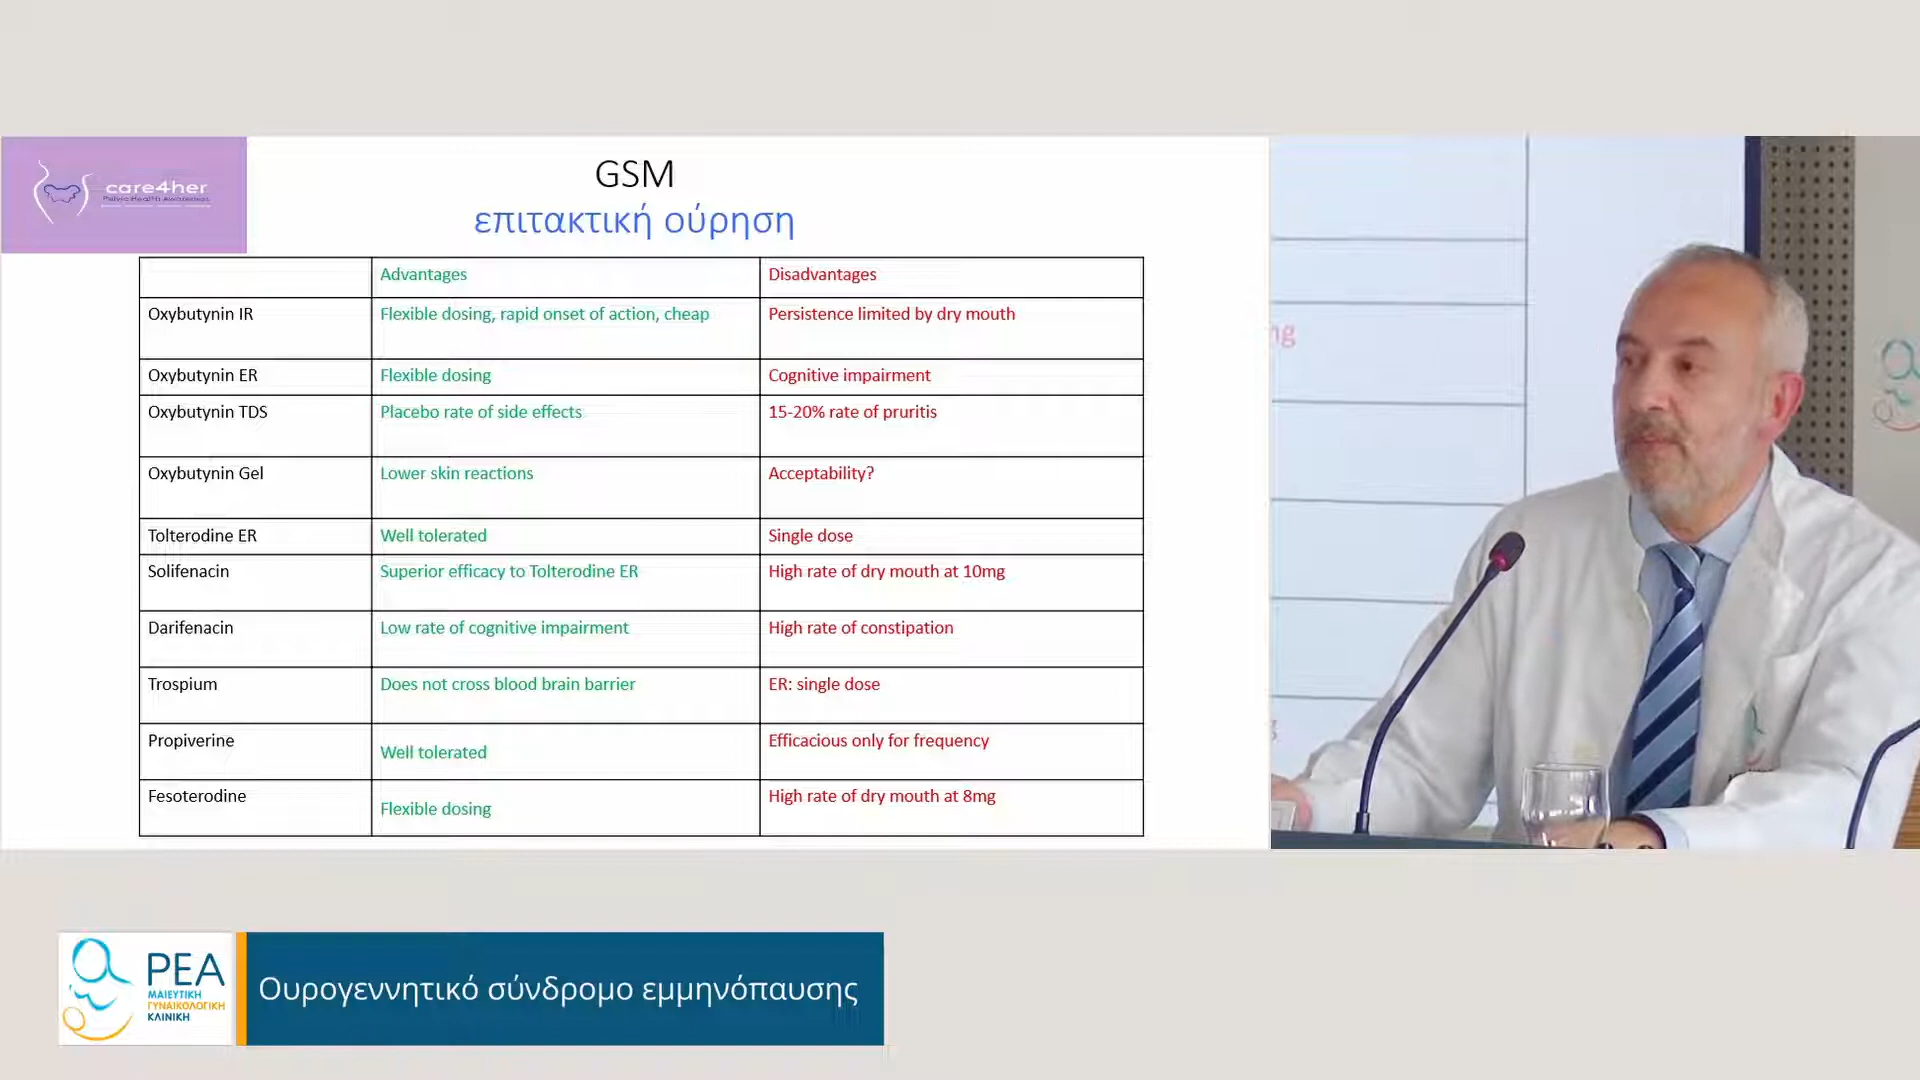 care4her
GSM
επιτακτική ούρηση
Advantages Disadvantages
Oxybutynin IR Flexible dosing, rapid onset of action, cheap Persistence limited by dry mouth
Oxybutynin ER Flexible dosing Cognitive impairment
Oxybutynin TDS Placebo rate of side effects 15-20% rate of pruritis
Oxybutynin Gel Lower skin reactions Acceptability?
Tolterodine ER Well tolerated Single dose
Solifenacin Superior efficacy to Tolterodine ER High rate of dry mouth at 10mg
Darifenacin Low rate of cognitive impairment High rate of constipation
Trospium Does not cross blood brain barrier ER: single dose
Propiverine Well tolerated Efficacious only for frequency
Fesoterodine Flexible dosing High rate of dry mouth at 8mg
ΡΕΑ
ΜΑΙΕΥΤΙΚΗ
ΓΥΝΑΙΚΟΛΟΓΙΚΗ
ΚΛΙΝΙΚΗ
Ουρογεννητικό σύνδρομο εμμηνόπαυσης